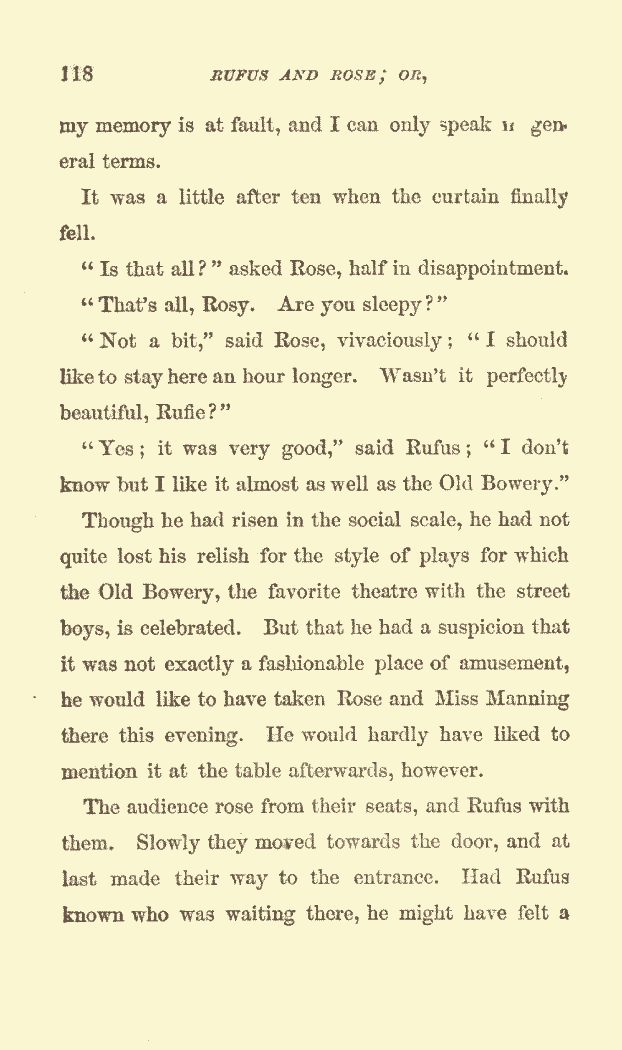 118 RUFUS AND ROSE; OR,
my memory is at fault, and I can only speak gen-
eral terms.
It was a little after ten when the curtain finally
fell.
“Is that all?” asked Rose, half in disappointment.
“That’s all, Rosy. Are you sleepy?”
“Not a bit,” said Rose, vivaciously; “I should
like to stay here an hour longer. Wasn’t it perfectly
beautiful, Rufie?”
“Yes; it was very good,” said Rufus; “I don’t
know but I like it almost as well as the Old Bowery.”
Though he had risen in the social scale, he had not
quite lost his relish for the style of plays for which
the Old Bowery, the favorite theatre with the street
boys, is celebrated. But that he had a suspicion that
it was not exactly a fashionable place of amusement,
he would like to have taken Rose and Miss Manning
there this evening. He would hardly have liked to
mention it at the table afterwards, however.
The audience rose from their seats, and Rufus with
them. Slowly they moved towards the door, and at
last made their way to the entrance. Had Rufus
known who was waiting there, he might have felt a